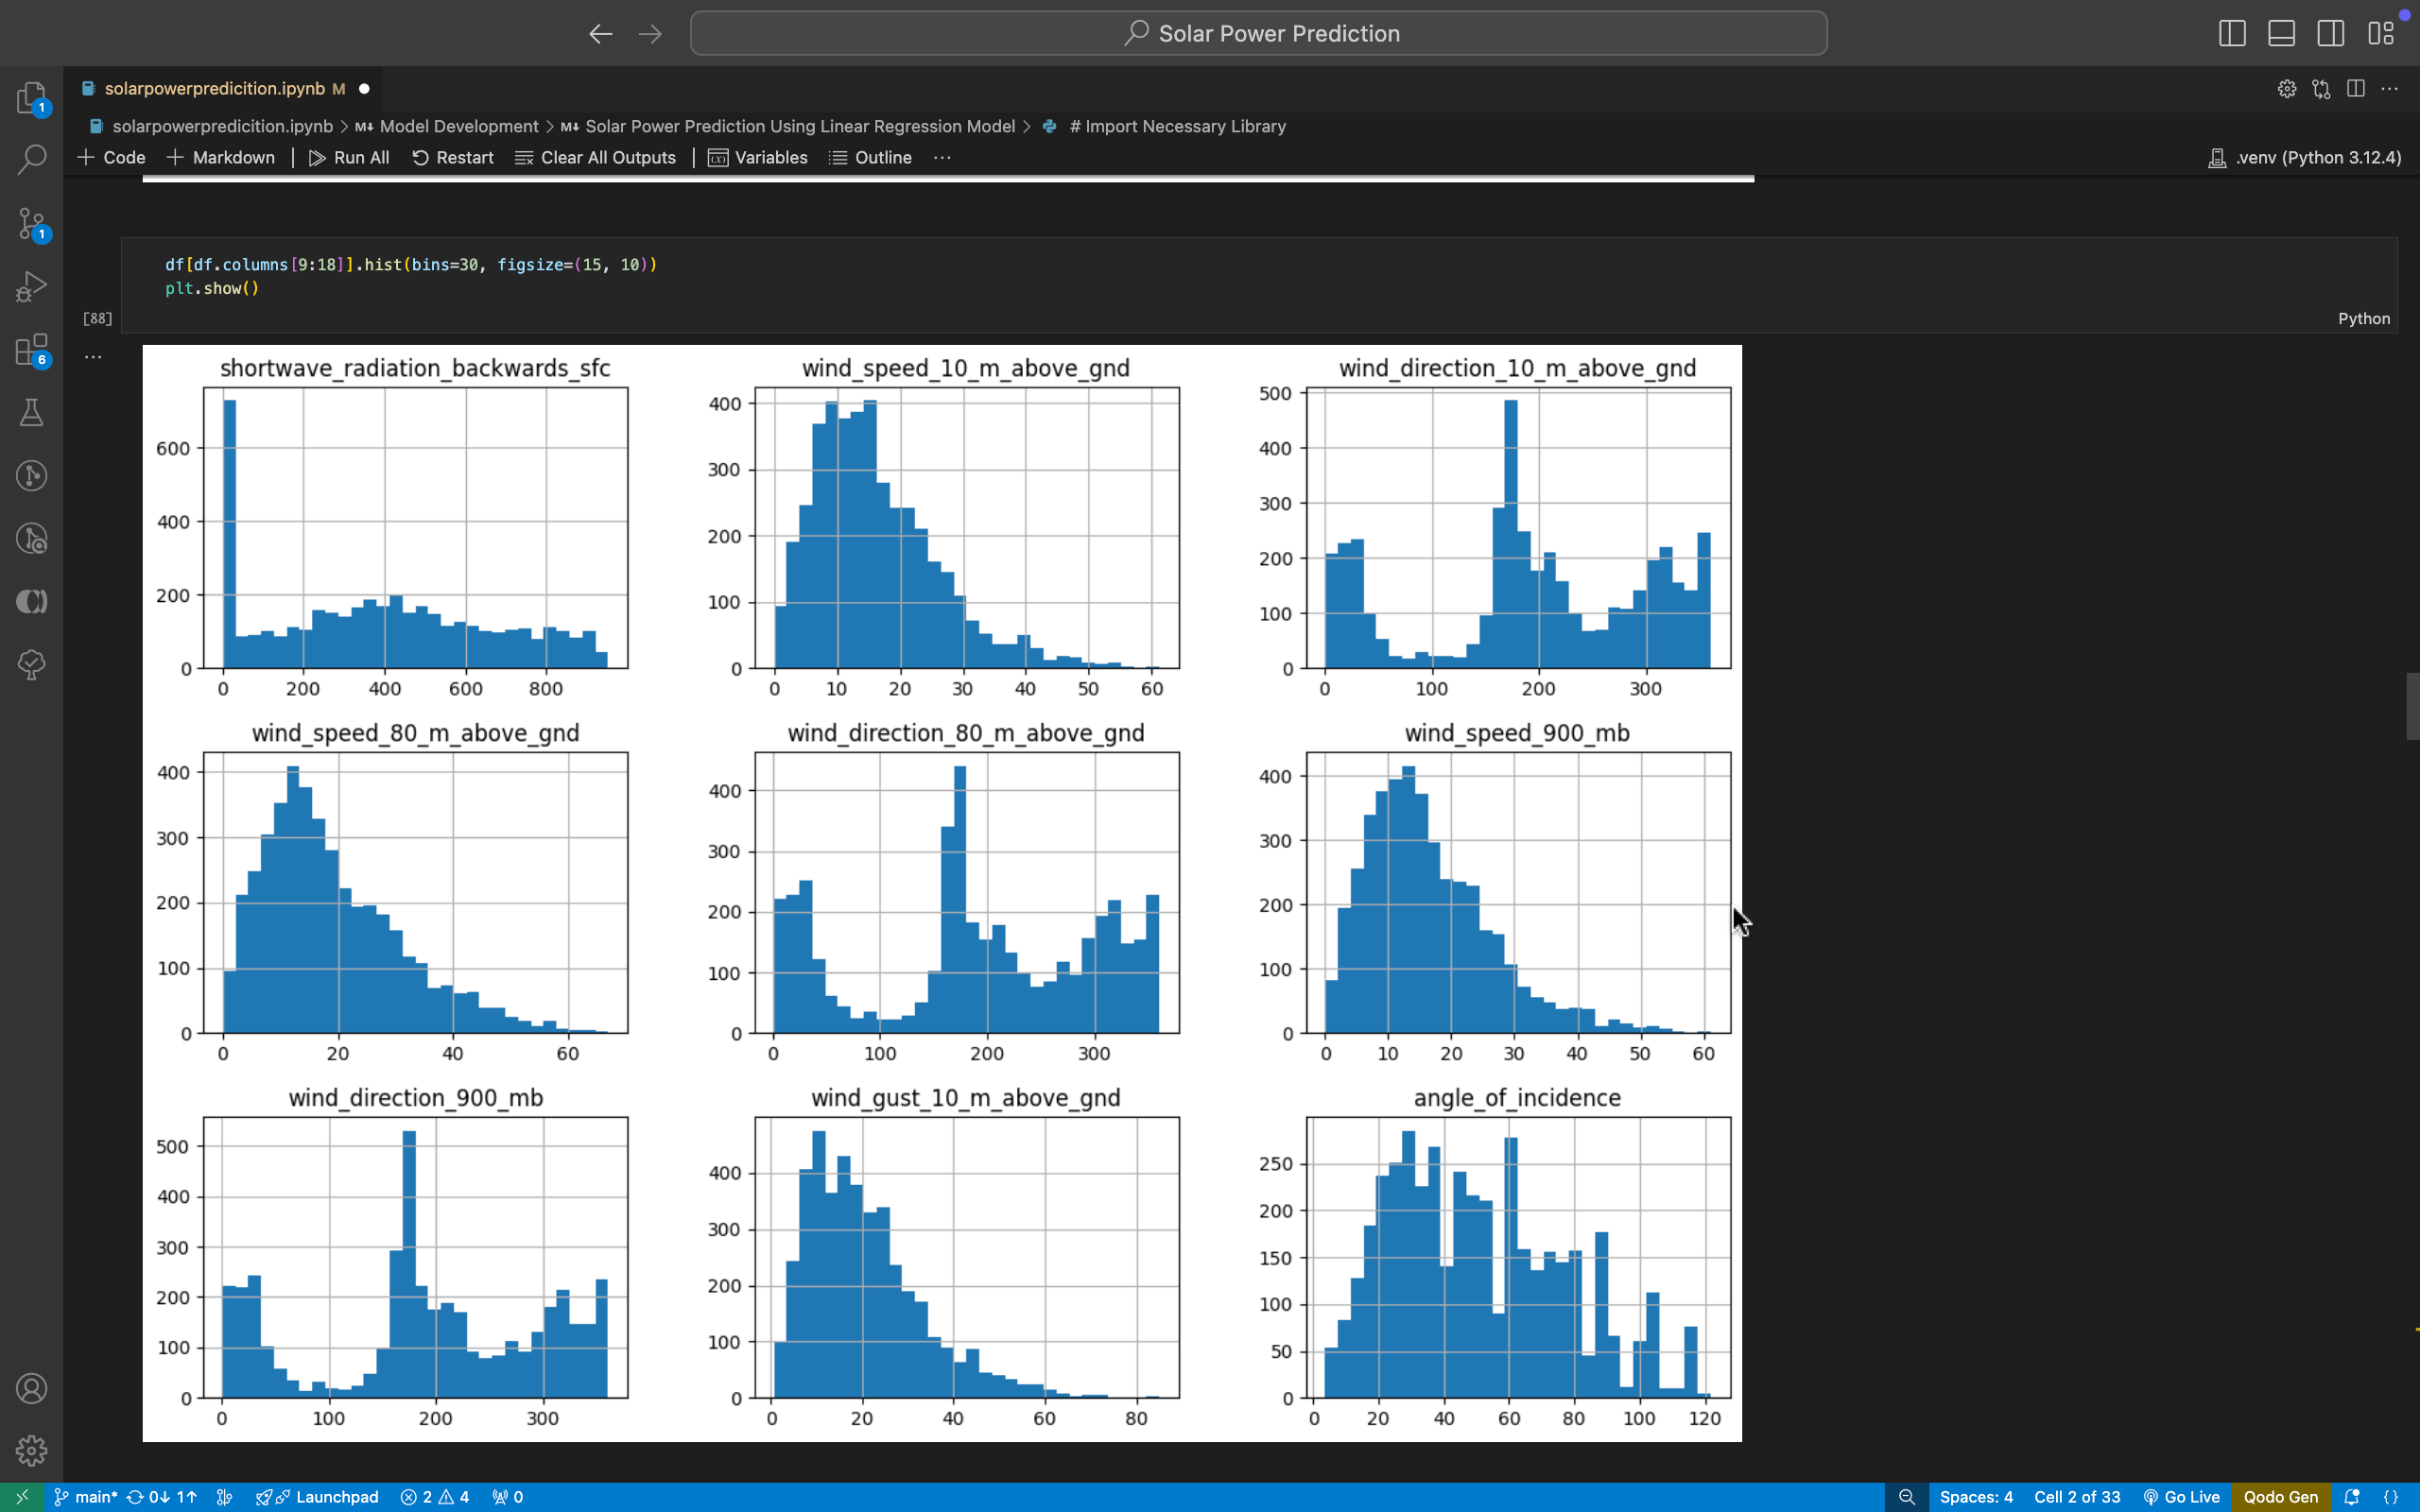 Solar Power Prediction
solarpowerpredicition.ipynb M
solarpowerpredicition.ipynb > M↓ Model Development > M↓ Solar Power Prediction Using Linear Regression Model > # Import Necessary Library
+ Code + Markdown | Run All Restart Clear All Outputs | Variables Outline ... .venv (Python 3.12.4)
1
1
6
df[df.columns[9:18]].hist(bins=30, figsize=(15, 10))
plt.show()
[88]
Python
...
shortwave_radiation_backwards_sfc
600
400
200
0
0 200 400 600 800
wind_speed_10_m_above_gnd
400
300
200
100
0
0 10 20 30 40 50 60
wind_direction_10_m_above_gnd
500
400
300
200
100
0
0 100 200 300
wind_speed_80_m_above_gnd
400
300
200
100
0
0 20 40 60
wind_direction_80_m_above_gnd
400
300
200
100
0
0 100 200 300
wind_speed_900_mb
400
300
200
100
0
0 10 20 30 40 50 60
wind_direction_900_mb
500
400
300
200
100
0
0 100 200 300
wind_gust_10_m_above_gnd
400
300
200
100
0
0 20 40 60 80
angle_of_incidence
250
200
150
100
50
0
0 20 40 60 80 100 120
main* 0↓ 1↑ Launchpad 2 4 0 Spaces: 4 Cell 2 of 33 Go Live Qodo Gen {}